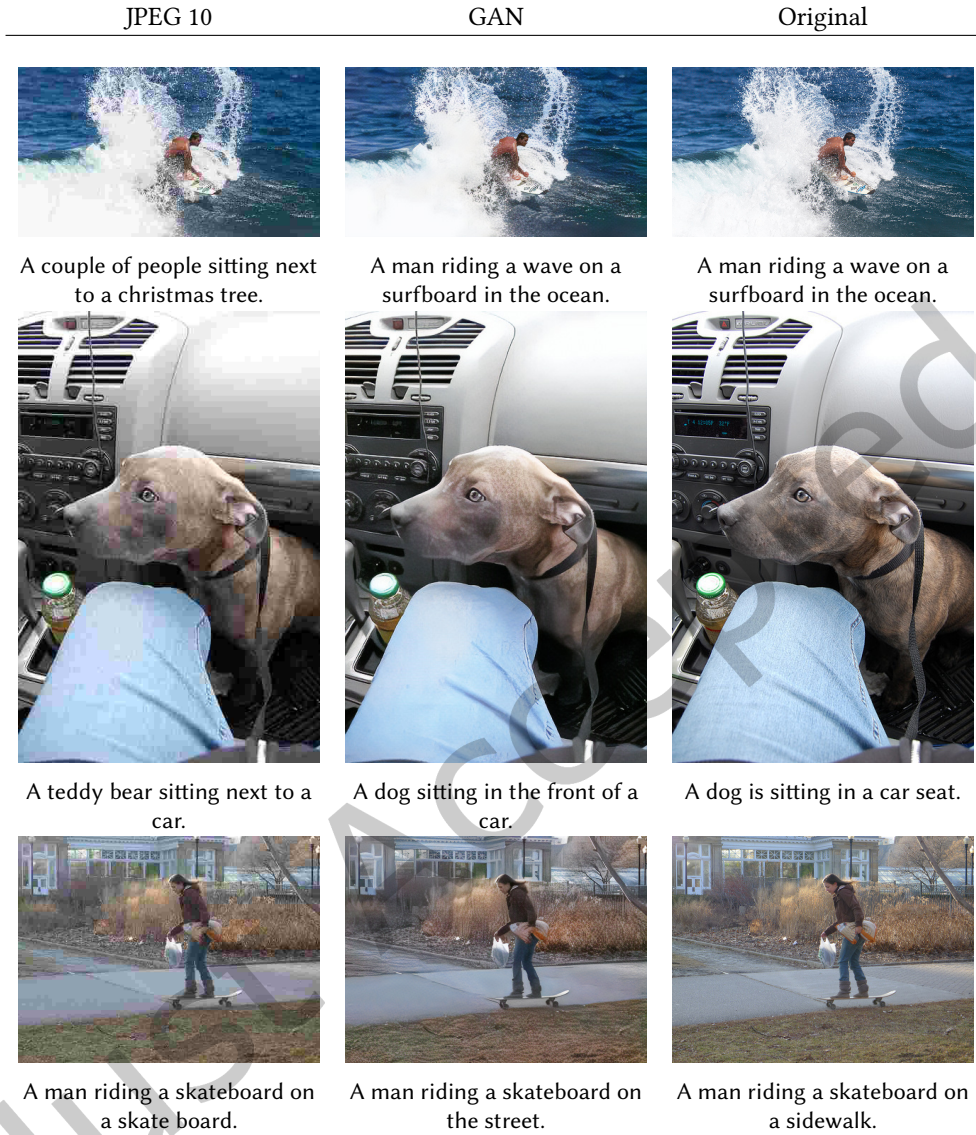 JPEG 10 GAN Original
A couple of people sitting next A man riding a wave on a A man riding a wave on a
to a christmas tree. surfboard in the ocean. surfboard in the ocean.
A teddy bear sitting next to a A dog sitting in the front of a A dog is sitting in a car seat.
car. car.
A man riding a skateboard on A man riding a skateboard on A man riding a skateboard on
a skate board. the street. a sidewalk.
Just Accepted